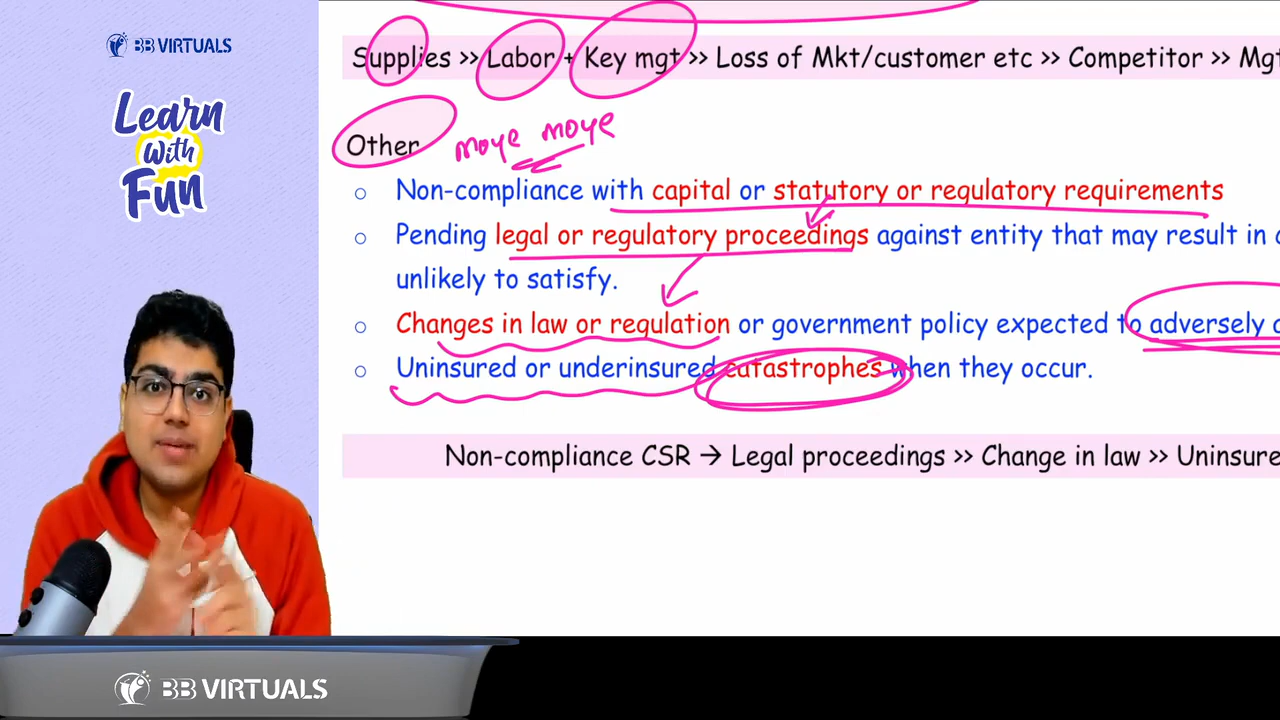 BB VIRTUALS
Learn
With
Fun
Supplies >> Labor + Key mgt >> Loss of Mkt/customer etc >> Competitor >> Mgt
Other moye moye
○ Non-compliance with capital or statutory or regulatory requirements
○ Pending legal or regulatory proceedings against entity that may result in
unlikely to satisfy.
○ Changes in law or regulation or government policy expected to adversely
○ Uninsured or underinsured catastrophes when they occur.
Non-compliance CSR → Legal proceedings >> Change in law >> Uninsure
BB VIRTUALS